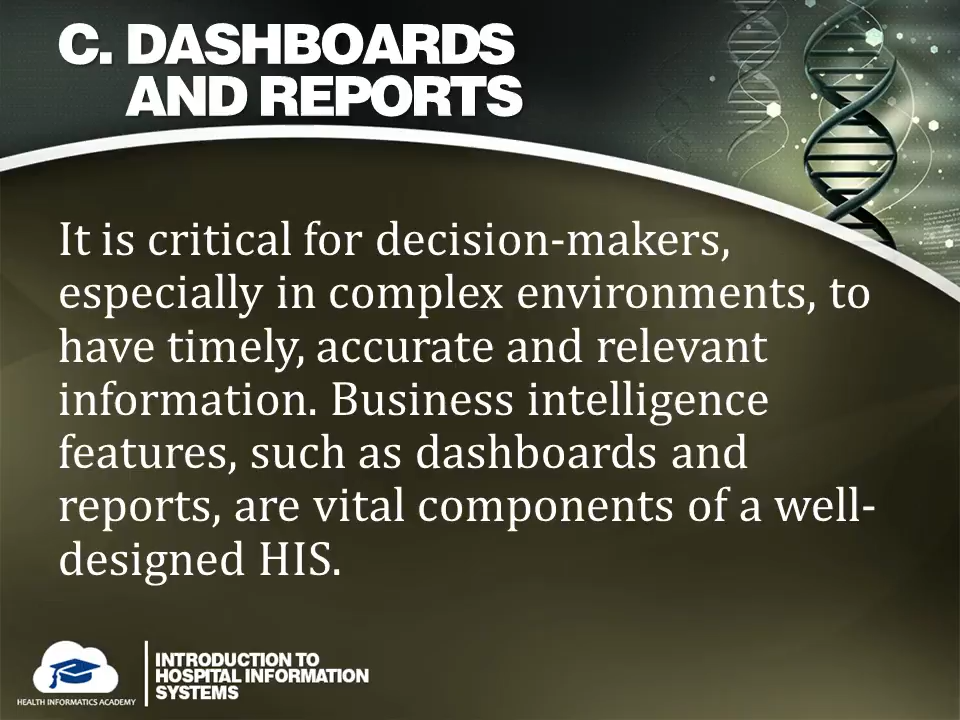 C. DASHBOARDS
AND REPORTS
It is critical for decision-makers,
especially in complex environments, to
have timely, accurate and relevant
information. Business intelligence
features, such as dashboards and
reports, are vital components of a well-
designed HIS.
HEALTH INFORMATICS ACADEMY
INTRODUCTION TO
HOSPITAL INFORMATION
SYSTEMS